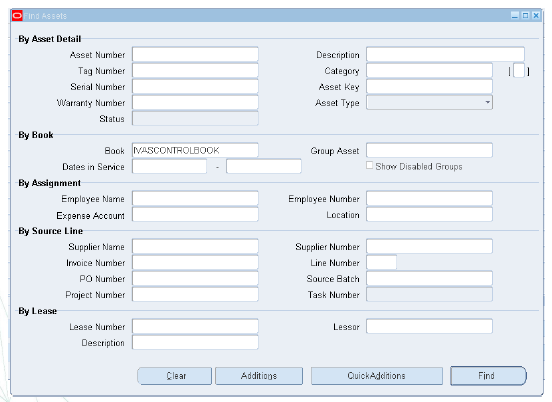 Find Assets
By Asset Detail
Asset Number Description
Tag Number Category [ ]
Serial Number Asset Key
Warranty Number Asset Type
Status
By Book
Book IVASCONTROLBOOK Group Asset
Dates in Service - Show Disabled Groups
By Assignment
Employee Name Employee Number
Expense Account Location
By Source Line
Supplier Name Supplier Number
Invoice Number Line Number
PO Number Source Batch
Project Number Task Number
By Lease
Lease Number Lessor
Description
Clear Additions QuickAdditions Find